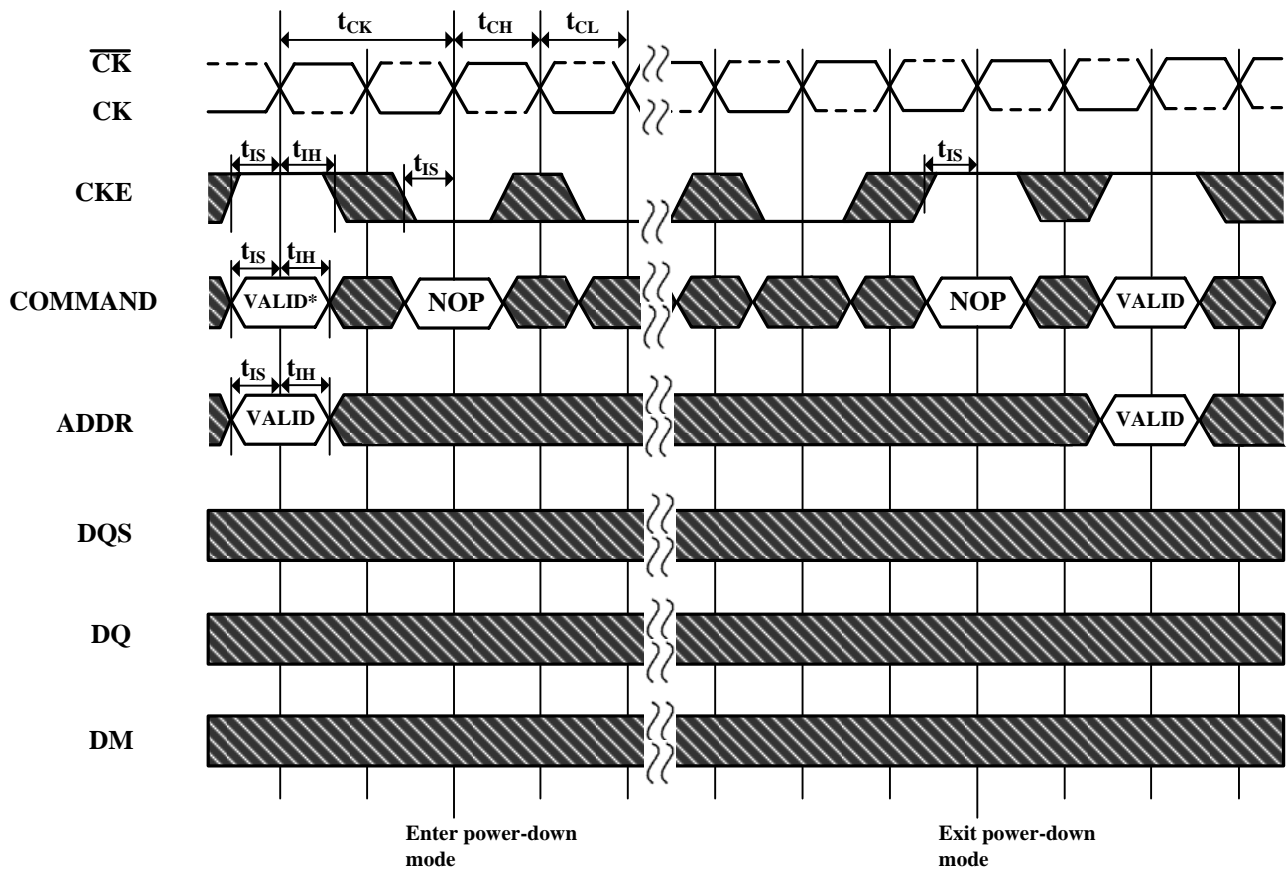 tCK tCH tCL
CK
CK
tIS tIH tIS tIS
CKE
tIS tIH
COMMAND VALID* NOP NOP VALID
tIS tIH
ADDR VALID VALID
DQS
DQ
DM
Enter power-down
mode
Exit power-down
mode